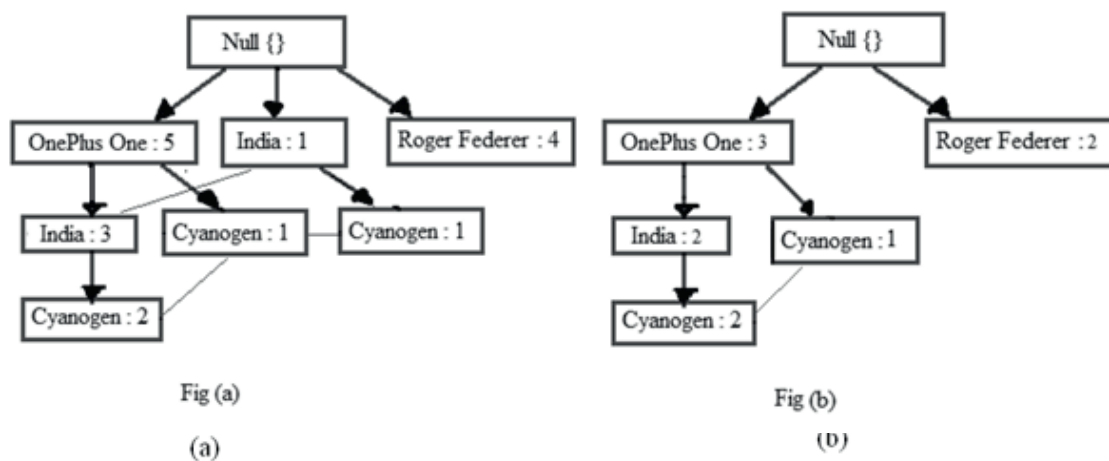 Null {}
OnePlus One : 5
India : 1
Roger Federer : 4
India : 3
Cyanogen : 1
Cyanogen : 1
Cyanogen : 2
Fig (a)
(a)
Null {}
OnePlus One : 3
Roger Federer : 2
India : 2
Cyanogen : 1
Cyanogen : 2
Fig (b)
(b)